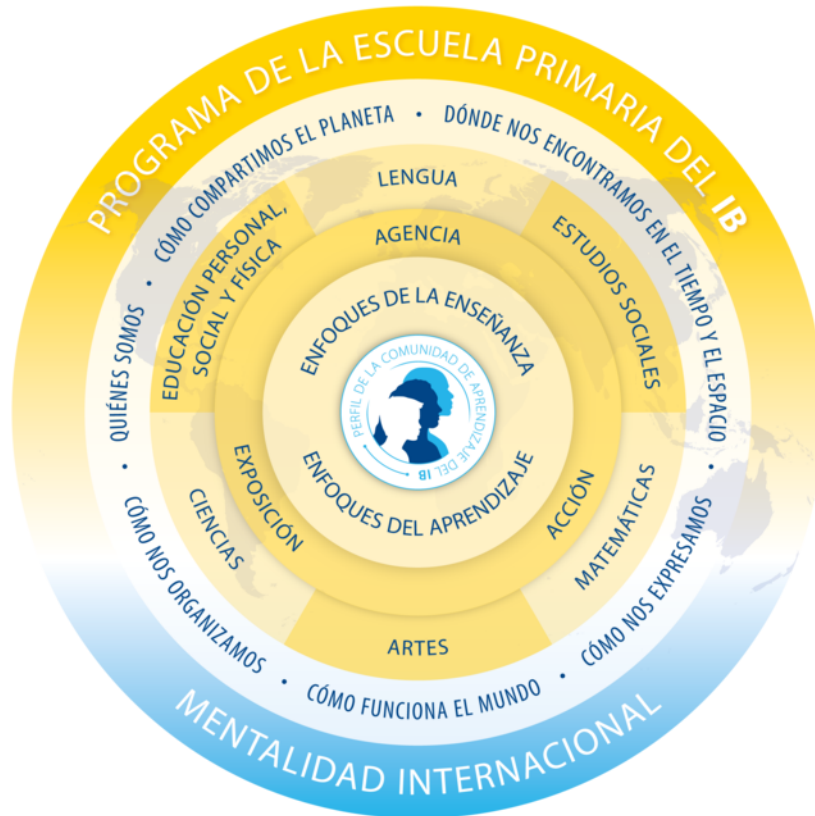 PROGRAMA DE LA ESCUELA PRIMARIA DEL IB
CÓMO COMPARTIMOS EL PLANETA • DÓNDE NOS ENCONTRAMOS EN EL TIEMPO Y EL ESPACIO •
CÓMO NOS EXPRESAMOS •
CÓMO FUNCIONA EL MUNDO •
CÓMO NOS ORGANIZAMOS •
QUIÉNES SOMOS •
LENGUA
ESTUDIOS SOCIALES
MATEMÁTICAS
ARTES
CIENCIAS
EDUCACIÓN PERSONAL,
SOCIAL Y FÍSICA
AGENCIA
ACCIÓN
EXPOSICIÓN
ENFOQUES DE LA ENSEÑANZA
ENFOQUES DEL APRENDIZAJE
PERFIL DE LA COMUNIDAD DE APRENDIZAJE DEL IB
MENTALIDAD INTERNACIONAL